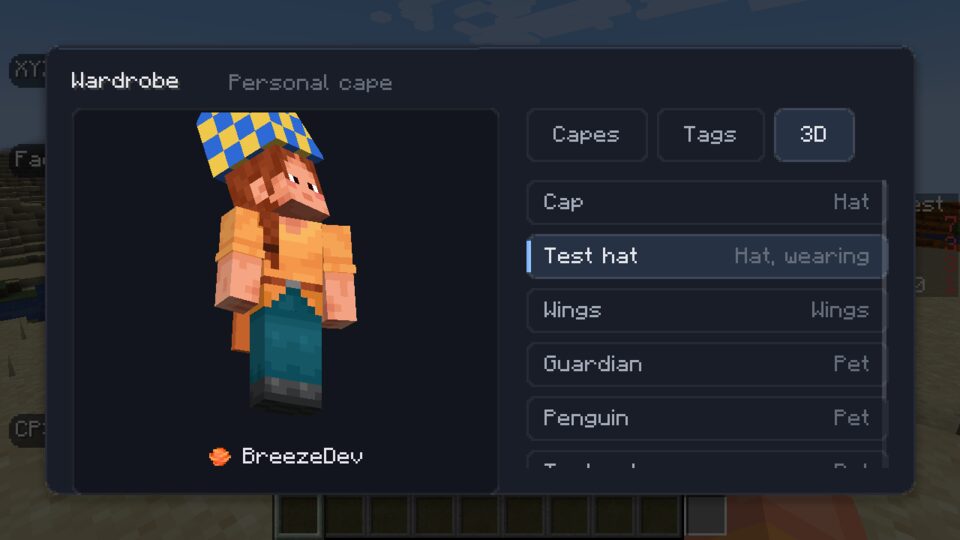 Wardrobe
Personal cape
Capes
Tags
3D
Cap
Hat
Test hat
Hat, wearing
Wings
Wings
Guardian
Pet
Penguin
Pet
BreezeDev